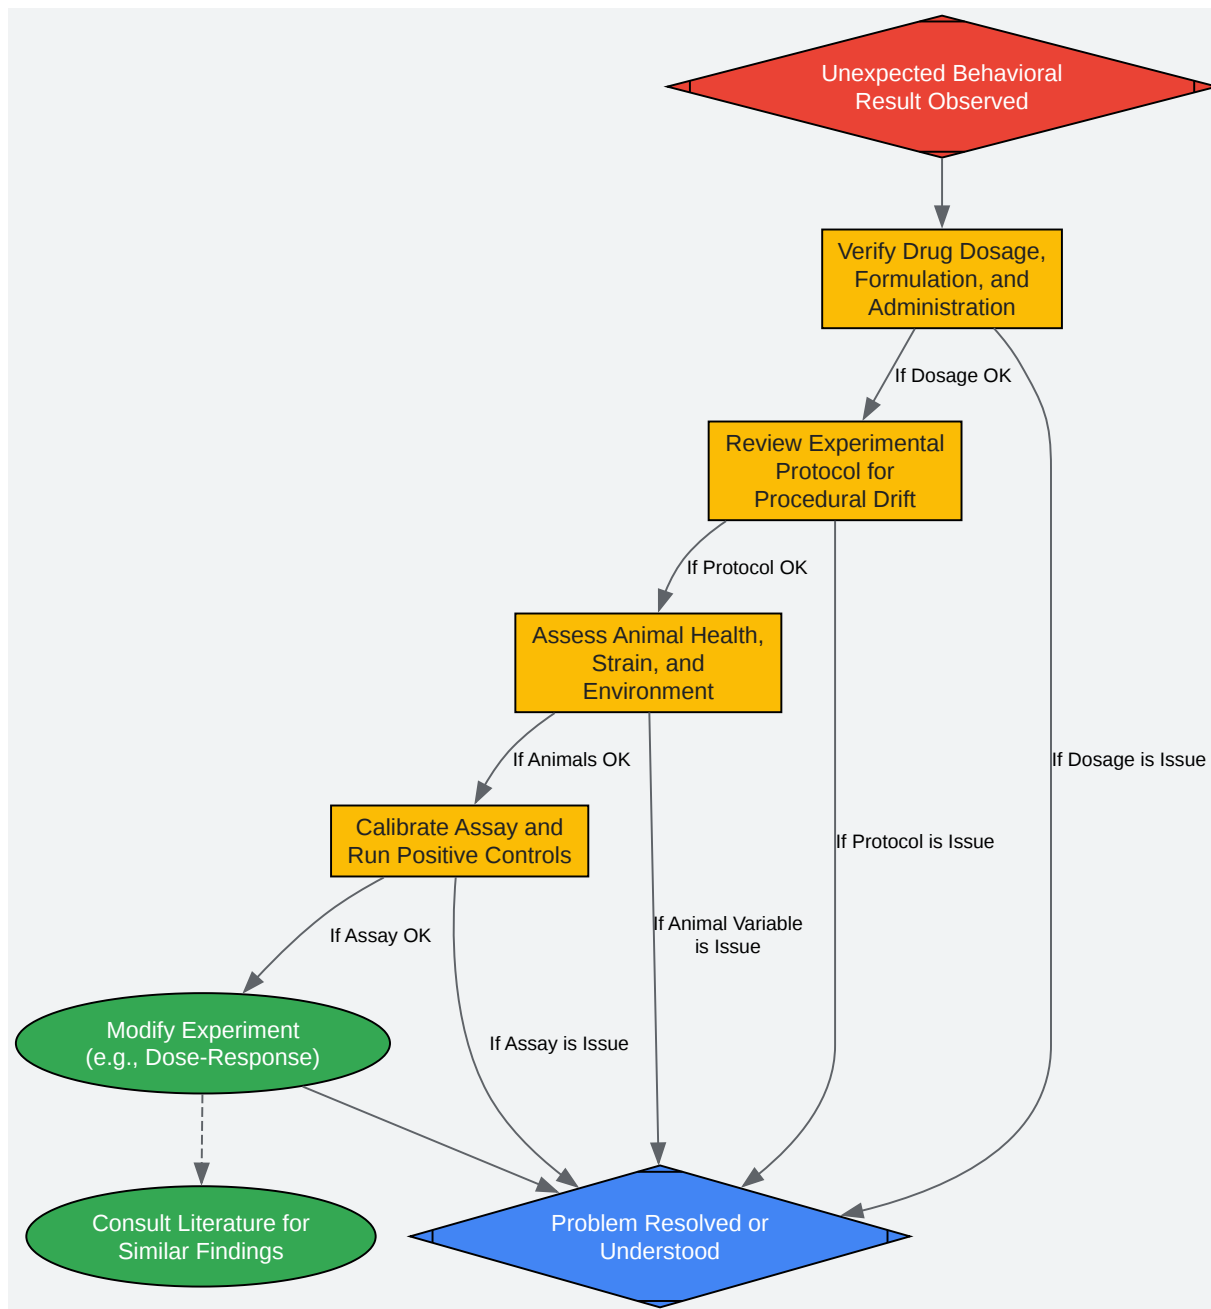 Unexpected Behavioral
Result Observed
Verify Drug Dosage,
Formulation, and
Administration
If Dosage OK
Review Experimental
Protocol for
Procedural Drift
If Protocol OK
Assess Animal Health,
Strain, and
Environment
If Animals OK
If Dosage is Issue
Calibrate Assay and
Run Positive Controls
If Protocol is Issue
If Animal Variable
is Issue
If Assay OK
Modify Experiment
(e.g., Dose-Response)
If Assay is Issue
Consult Literature for
Similar Findings
Problem Resolved or
Understood